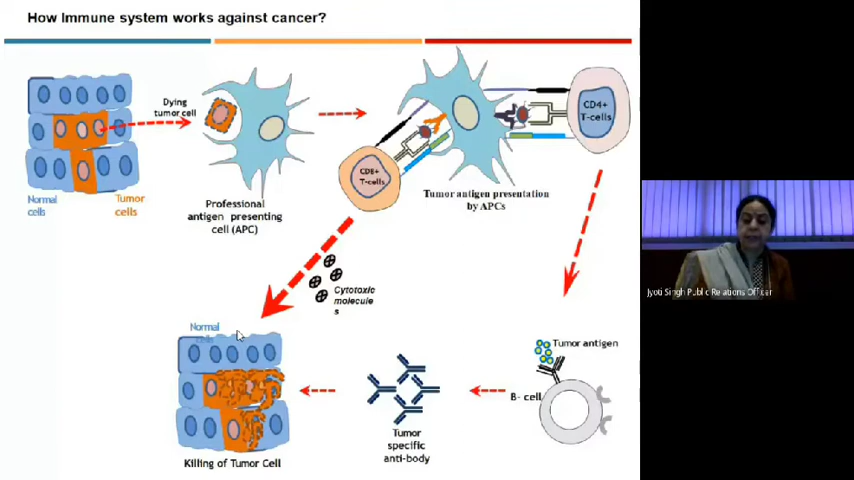 How Immune system works against cancer?
Dying
tumor cell
CD4+
T-cells
CD8+
T-cells
Normal
cells
Tumor
cells
Professional
antigen presenting
cell (APC)
Tumor antigen presentation
by APCs
Cytotoxic
molecule
s
Jyoti Singh Public Relations Officer
Normal
cells
Tumor antigen
B- cell
Tumor
specific
anti-body
Killing of Tumor Cell